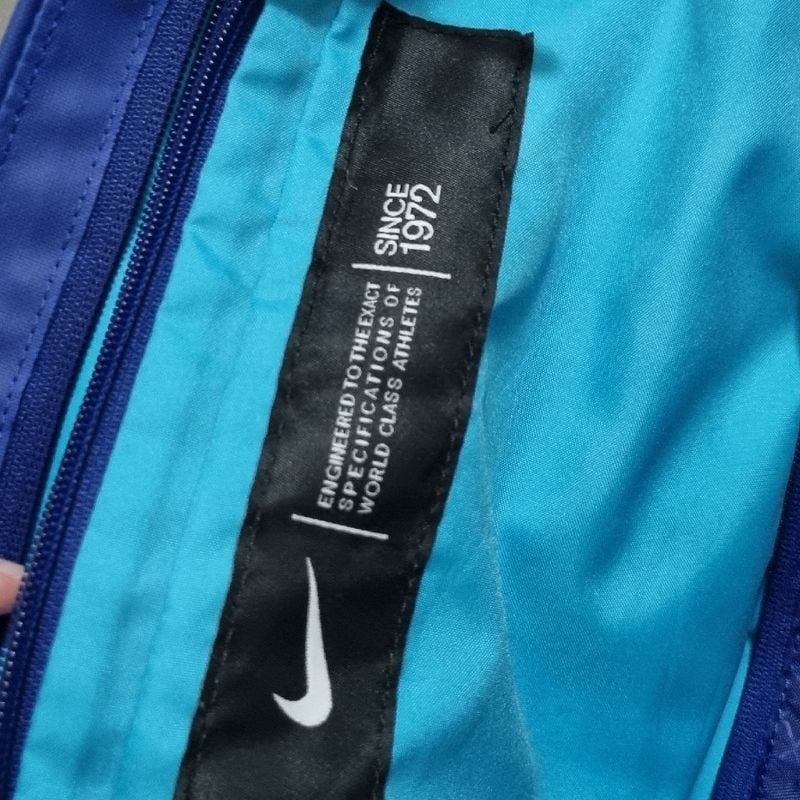 ENGINEERED TO THE EXACT
SPECIFICATIONS OF
WORLD CLASS ATHLETES
SINCE
1972